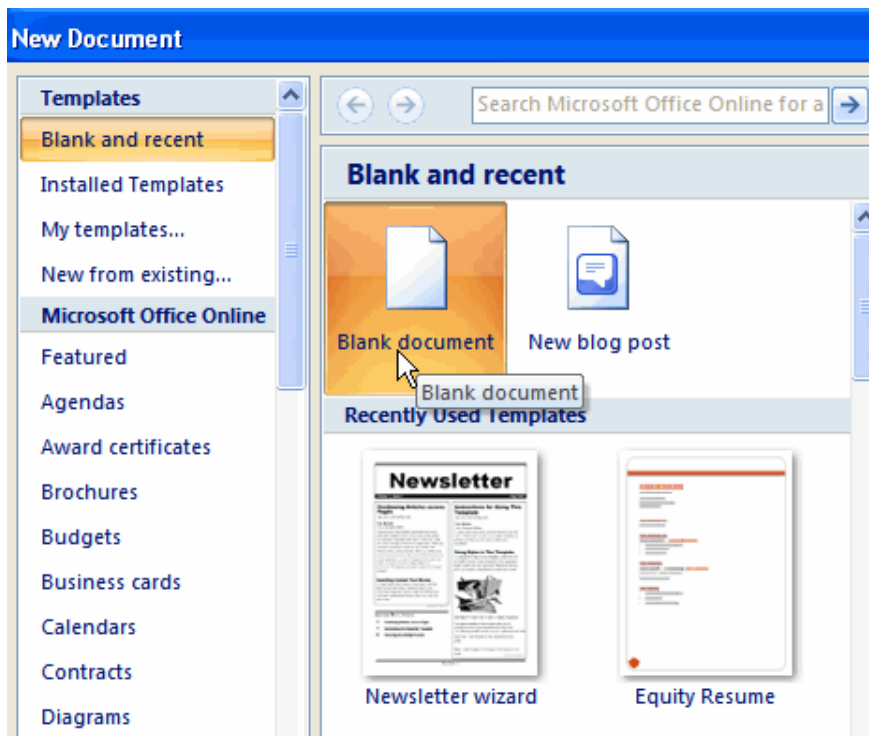 New Document
Templates
Blank and recent
Installed Templates
My templates...
New from existing...
Microsoft Office Online
Featured
Agendas
Award certificates
Brochures
Budgets
Business cards
Calendars
Contracts
Diagrams
Search Microsoft Office Online for a
Blank and recent
Blank document
New blog post
Blank document
Recently Used Templates
Newsletter
Newsletter wizard
Equity Resume